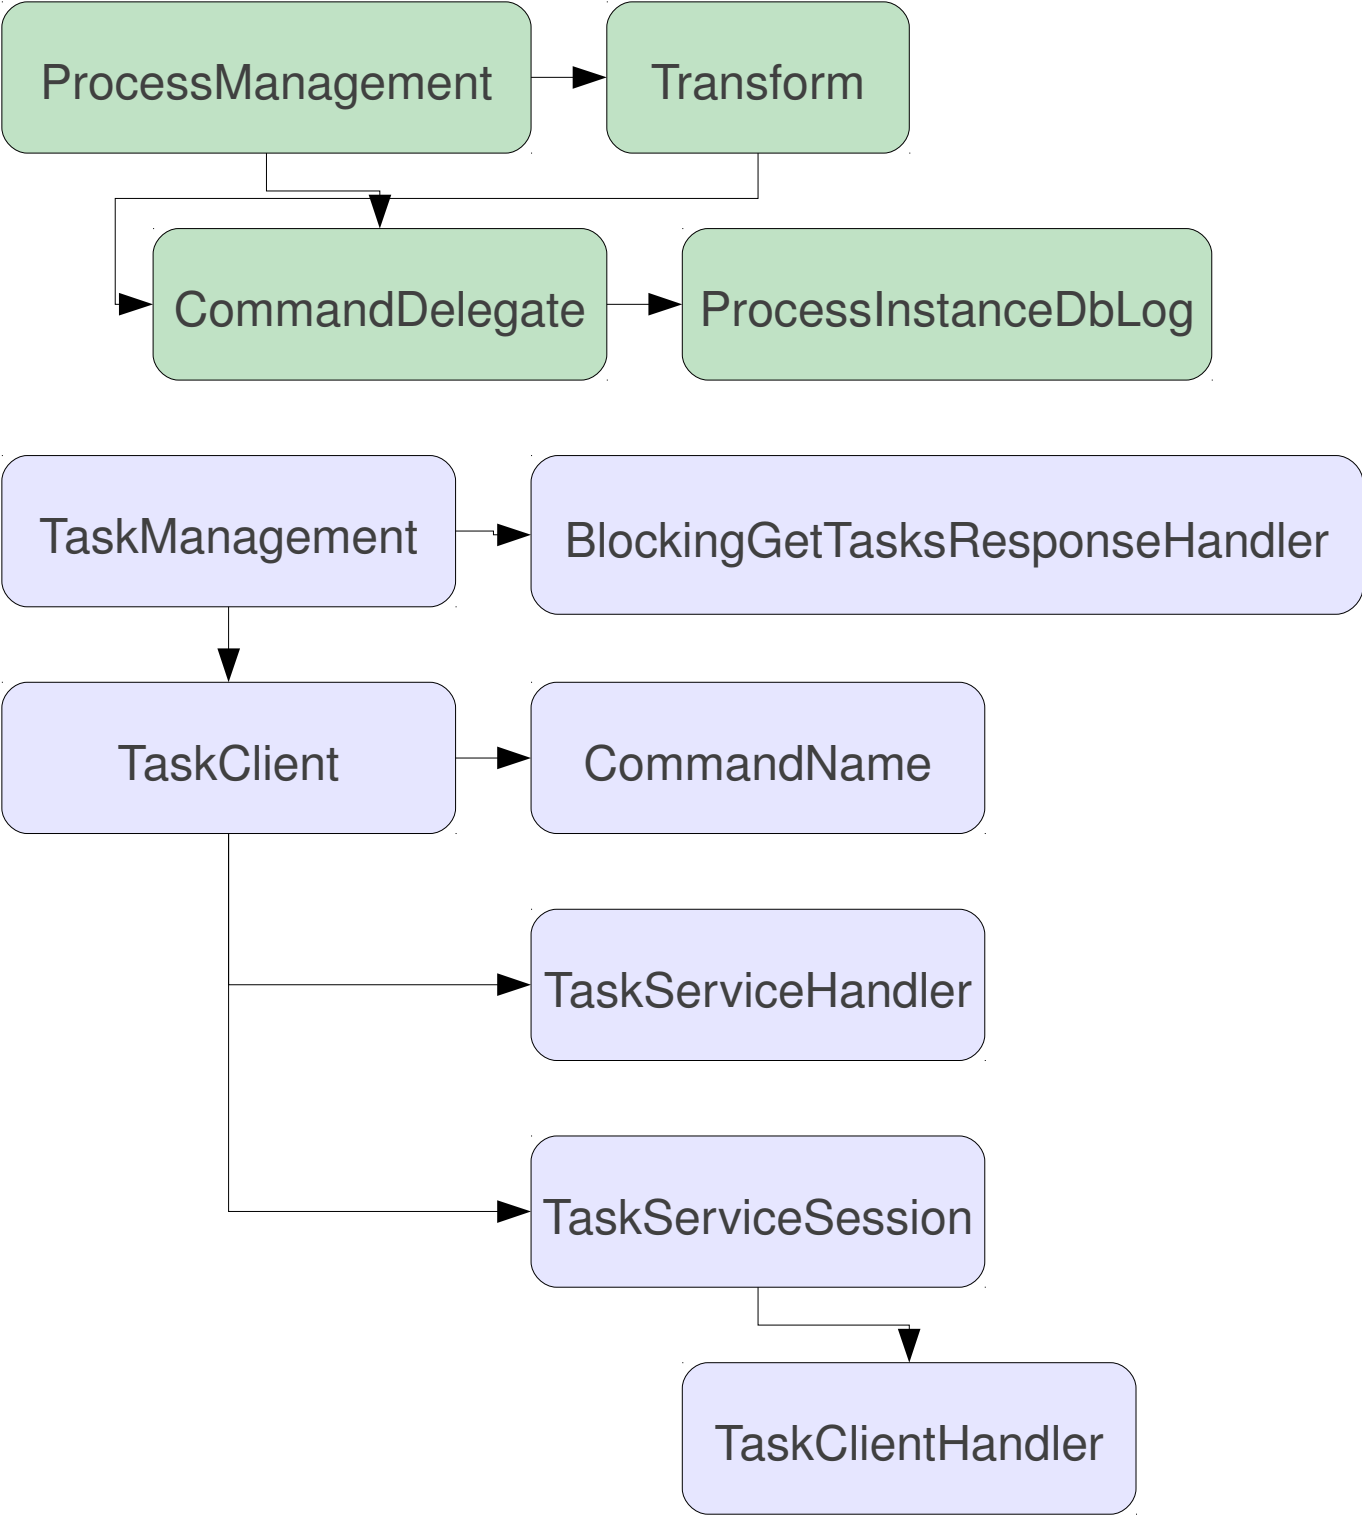 ProcessManagement
Transform
CommandDelegate
ProcessInstanceDbLog
TaskManagement
BlockingGetTasksResponseHandler
TaskClient
CommandName
TaskServiceHandler
TaskServiceSession
TaskClientHandler